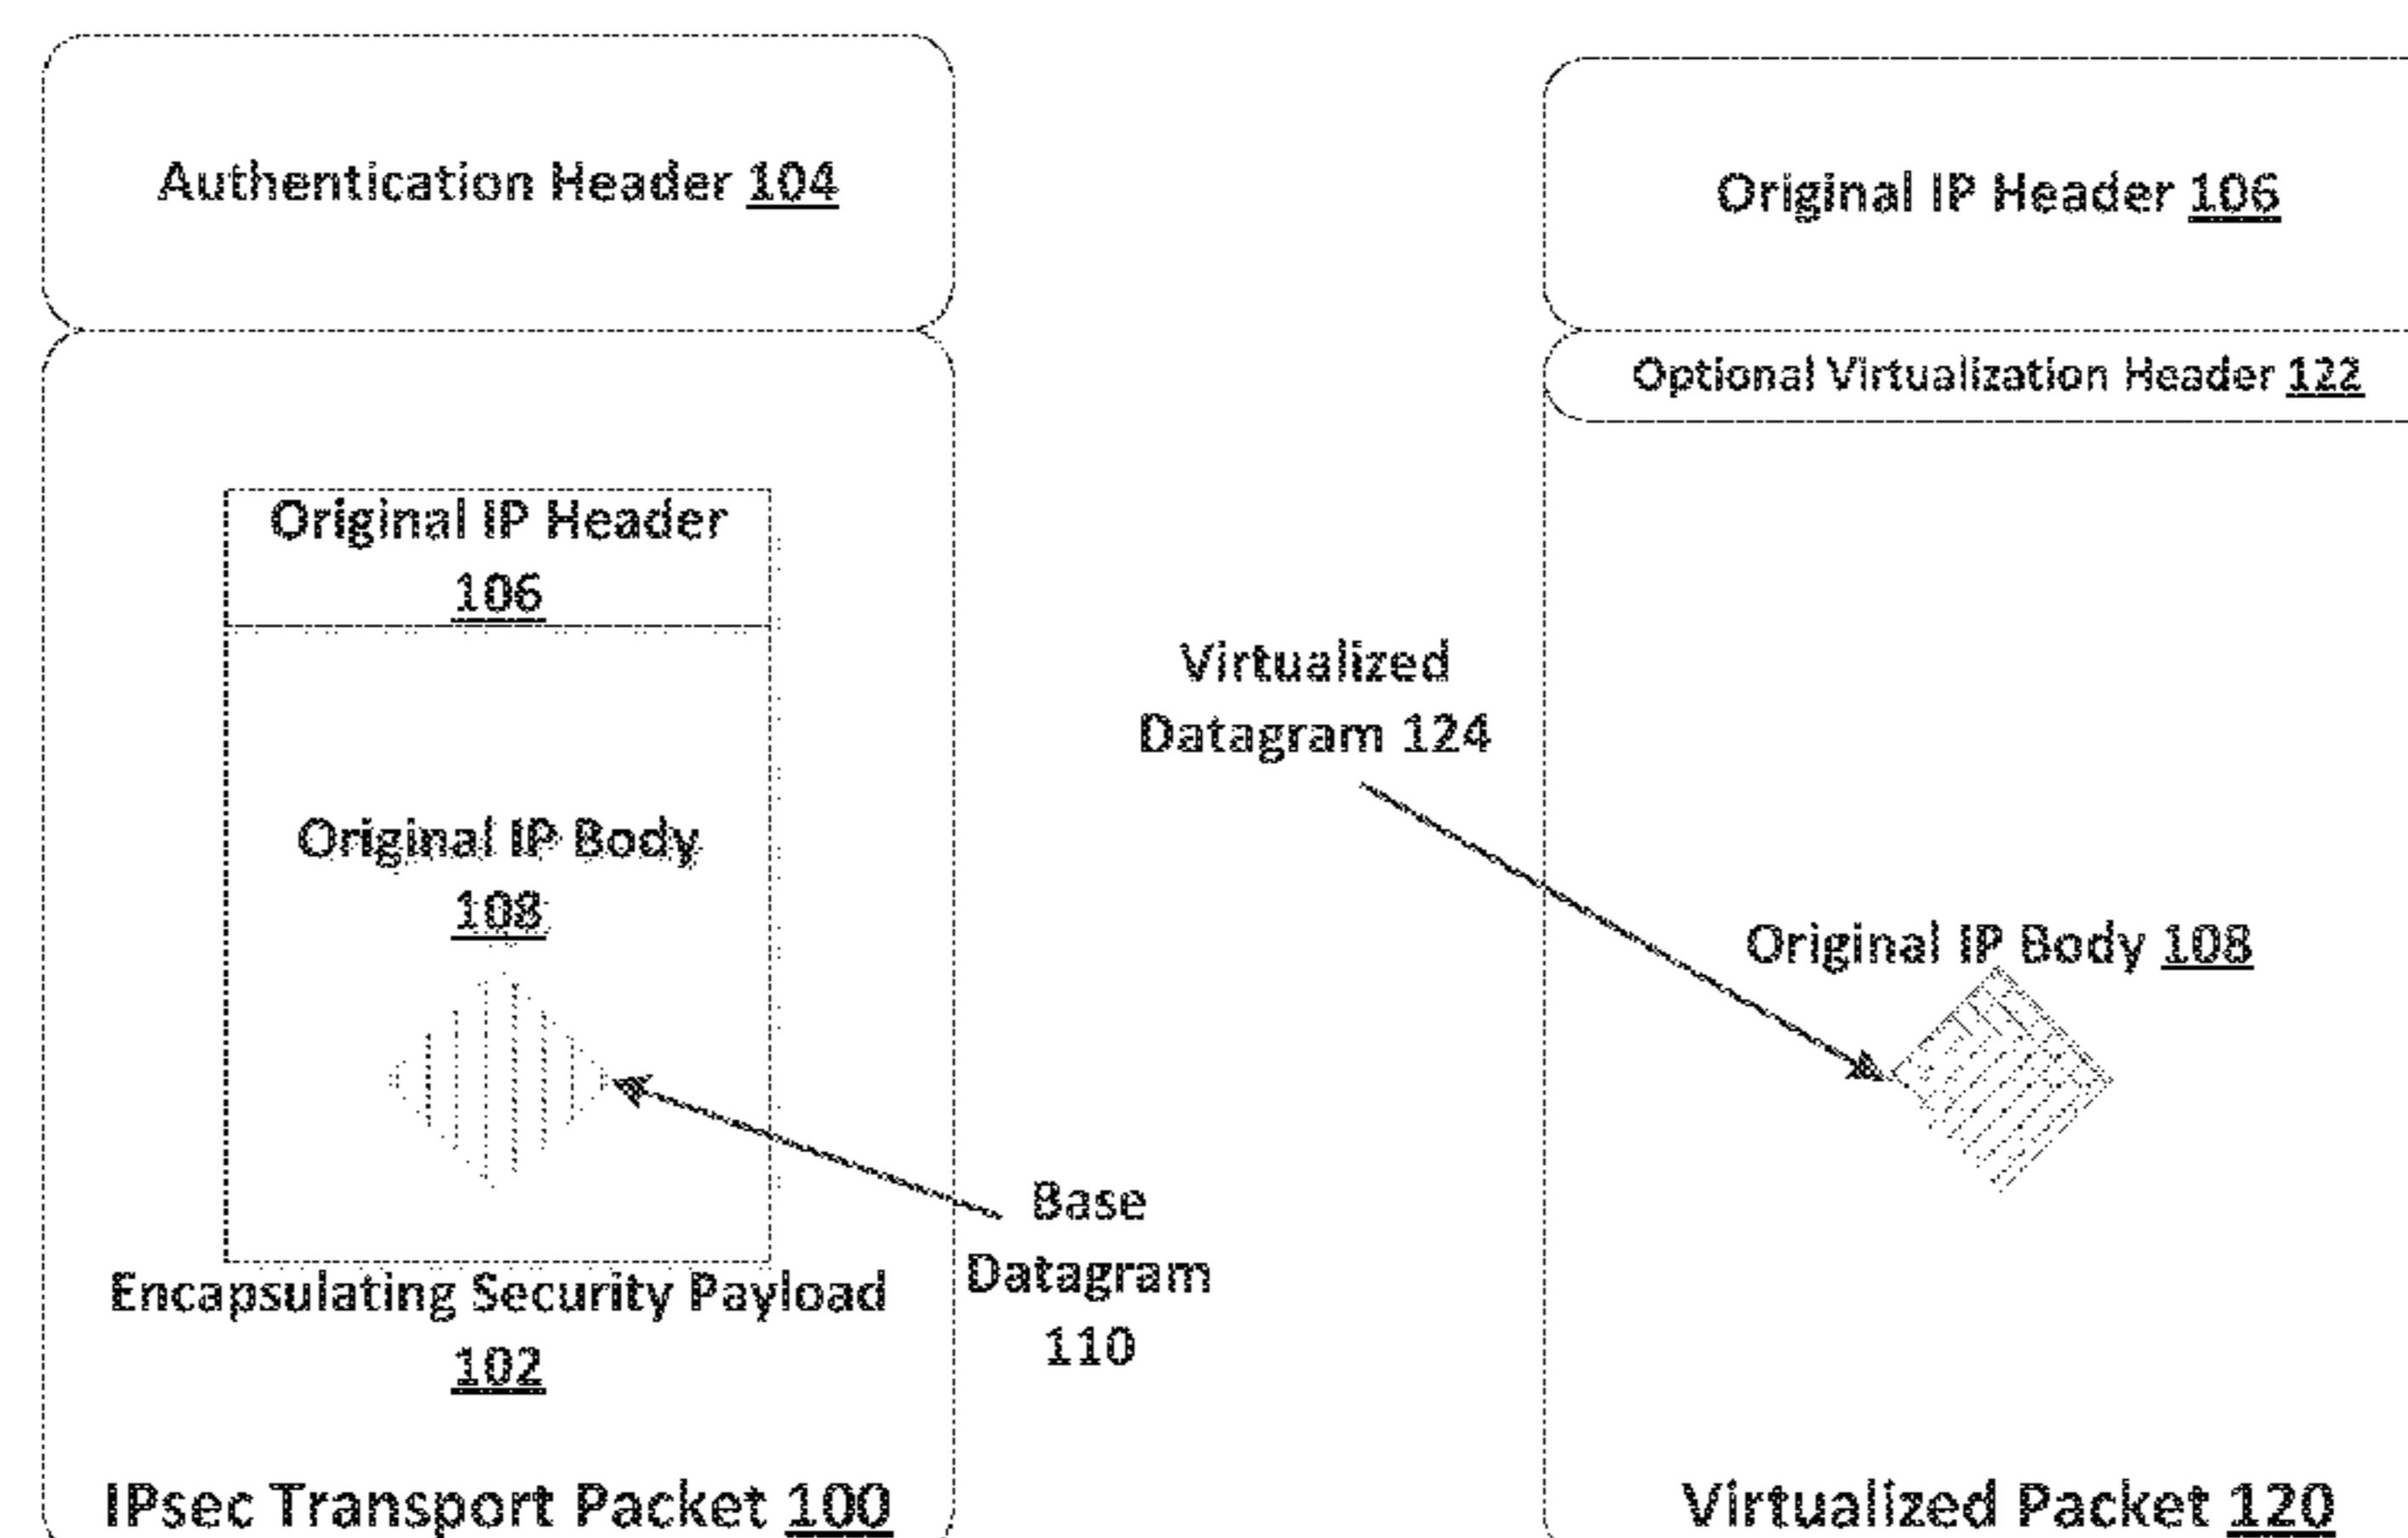 Authentication Header 104
Original IP Header
106
Original IP Body
108
Encapsulating Security Payload
102
IPsec Transport Packet 100
Base
Datagram
110
Virtualized
Datagram 124
Original IP Header 106
Optional Virtualization Header 122
Original IP Body 108
Virtualized Packet 120